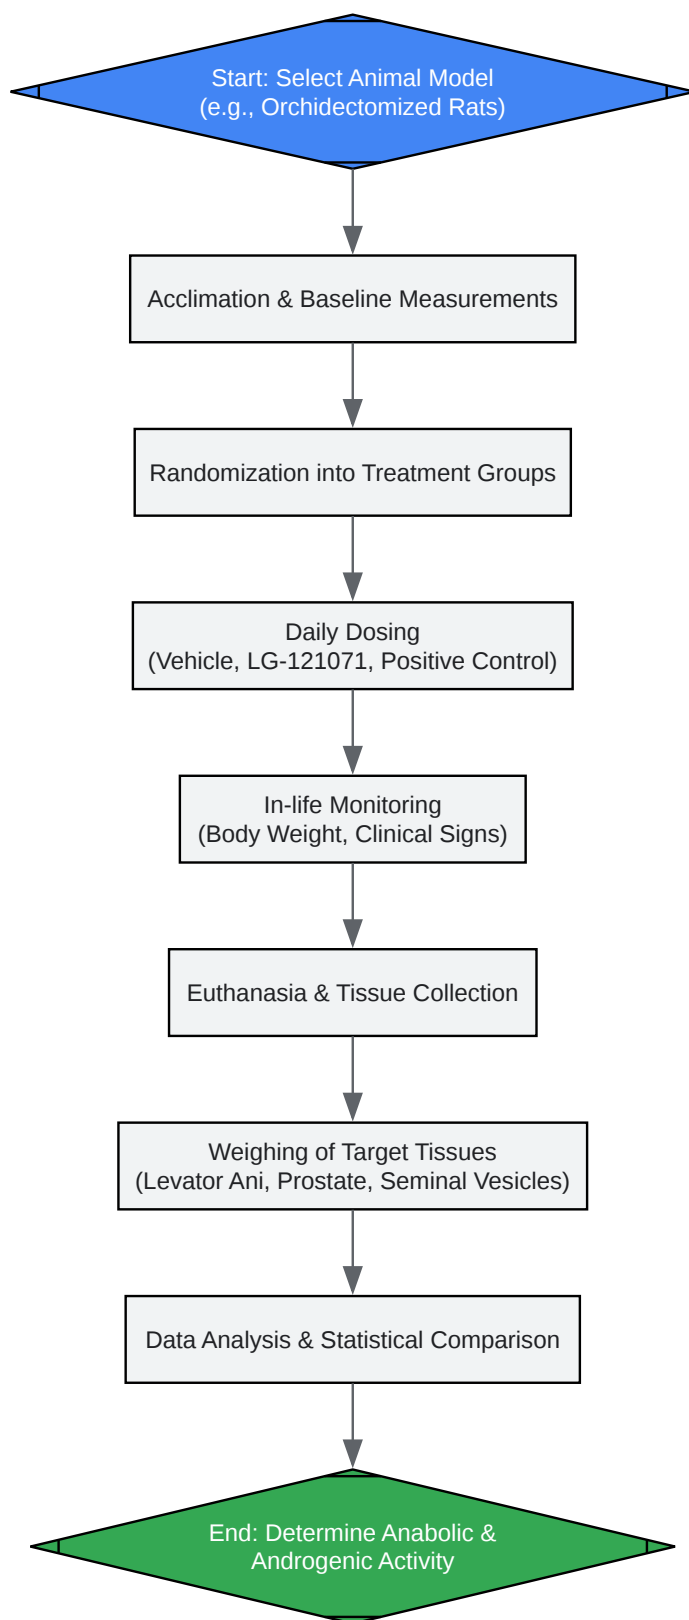 Start: Select Animal Model
(e.g., Orchidectomized Rats)
Acclimation & Baseline Measurements
Randomization into Treatment Groups
Daily Dosing
(Vehicle, LG-121071, Positive Control)
In-life Monitoring
(Body Weight, Clinical Signs)
Euthanasia & Tissue Collection
Weighing of Target Tissues
(Levator Ani, Prostate, Seminal Vesicles)
Data Analysis & Statistical Comparison
End: Determine Anabolic &
Androgenic Activity